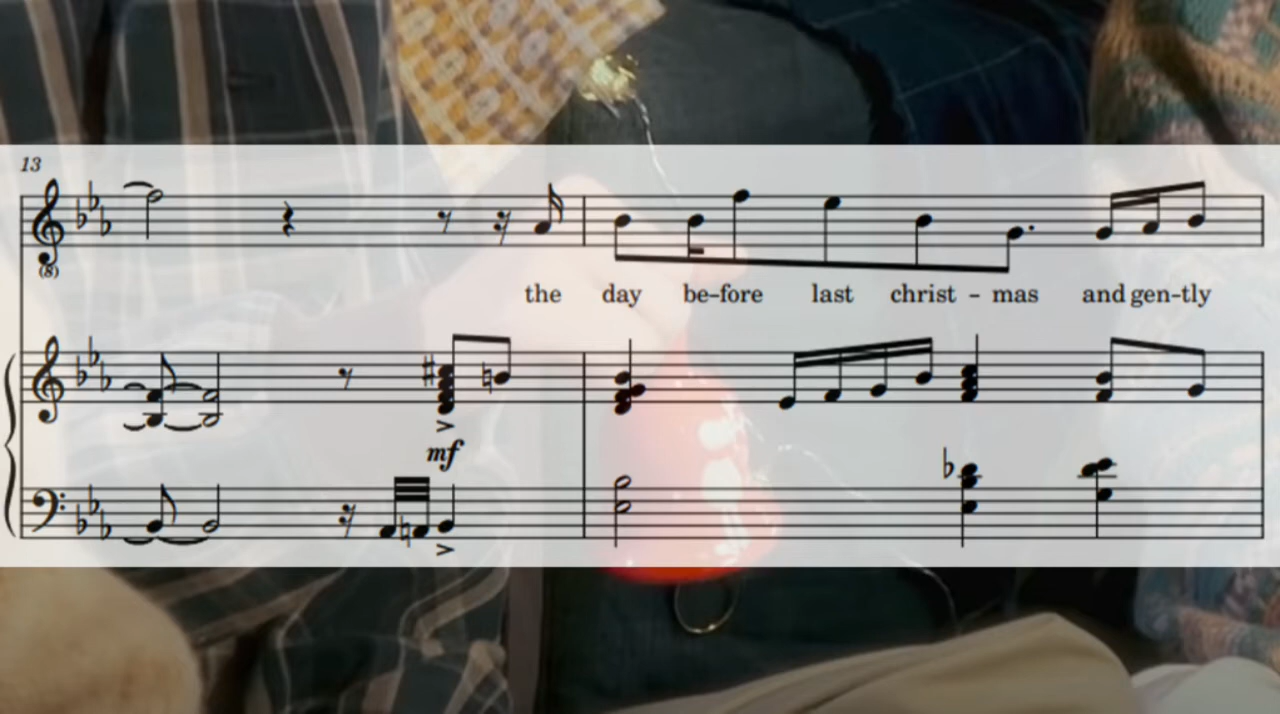 13
(8)
the day be-fore last christ - mas and gen-tly
mf